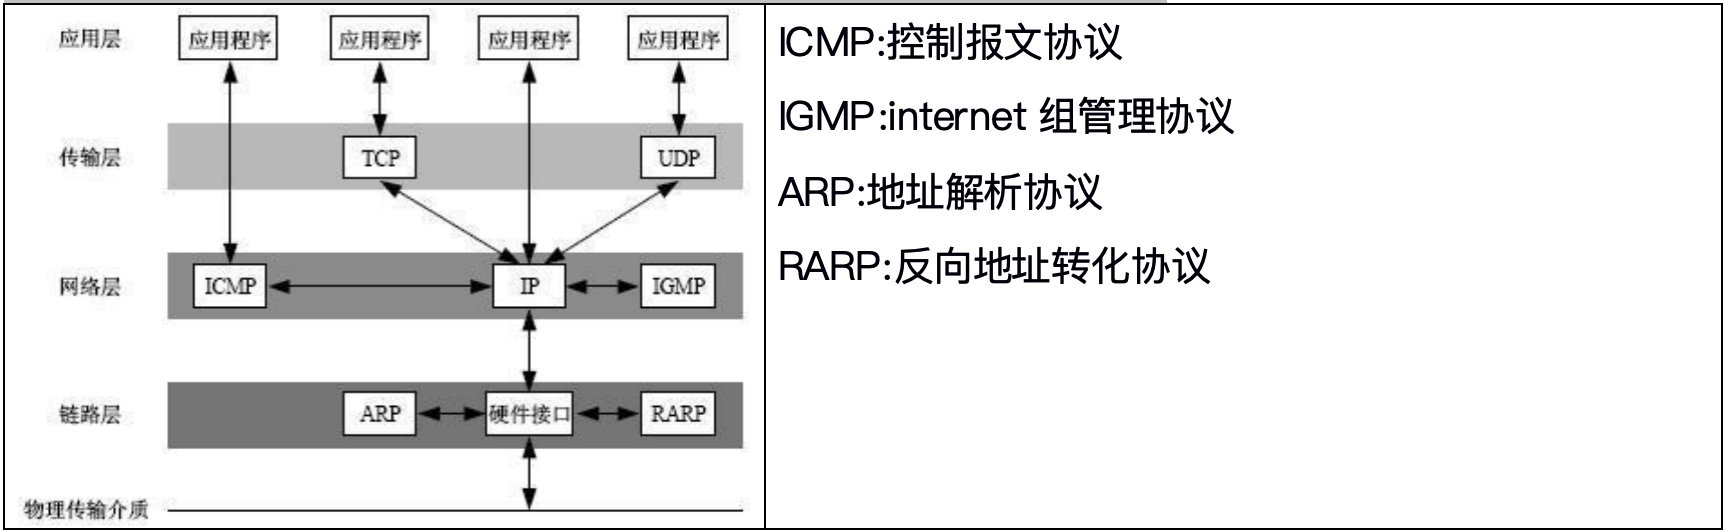 应用层 应用程序 应用程序 应用程序 应用程序
传输层 TCP UDP
网络层 ICMP IP IGMP
链路层 ARP 硬件接口 RARP
物理传输介质
ICMP:控制报文协议
IGMP:internet 组管理协议
ARP:地址解析协议
RARP:反向地址转化协议